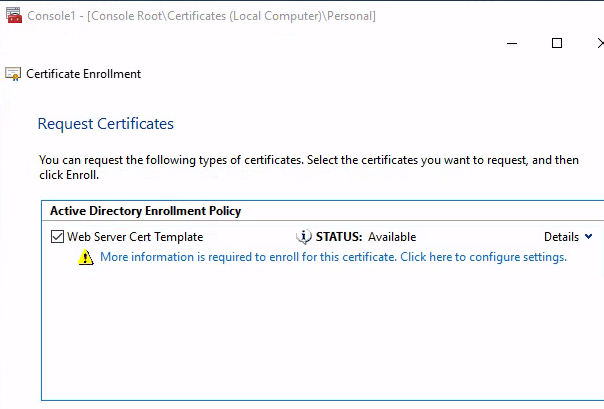 Console1 - [Console Root\Certificates (Local Computer)\Personal]
Certificate Enrollment
Request Certificates
You can request the following types of certificates. Select the certificates you want to request, and then
click Enroll.
Active Directory Enrollment Policy
Web Server Cert Template STATUS: Available Details
More information is required to enroll for this certificate. Click here to configure settings.